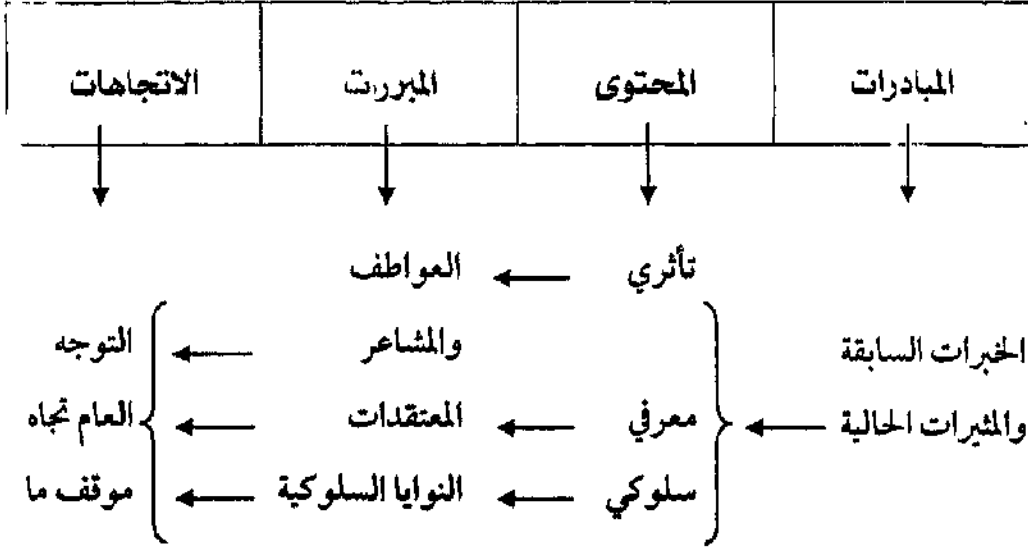 المبادرات المحتوى المبررت الاتجاهات
تأثري العواطف
الخبرات السابقة والمشاعر التوجه
والمثيرات الحالية معرفي المعتقدات العام تجاه
سلوكي النوايا السلوكية موقف ما